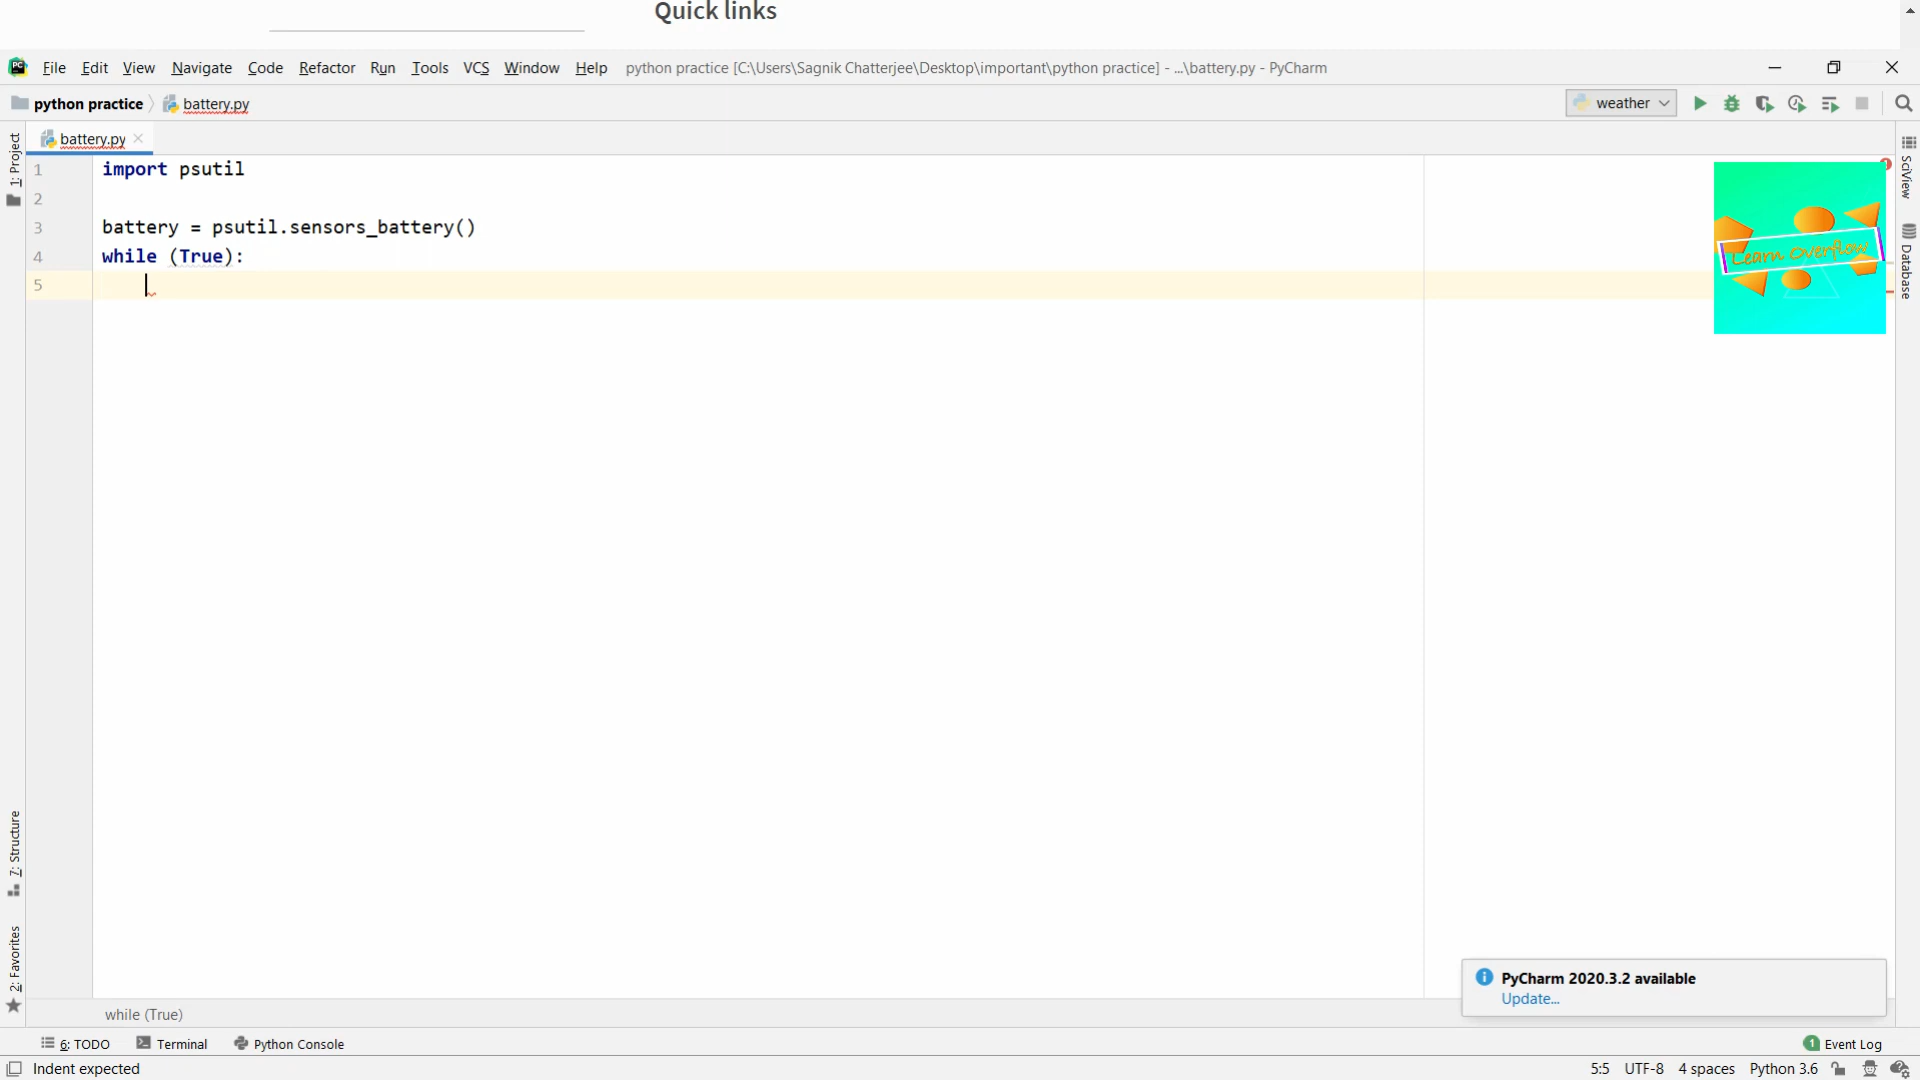 Quick links
File Edit View Navigate Code Refactor Run Tools VCS Window Help python practice [C:\Users\Sagnik Chatterjee\Desktop\important\python practice] - ...\battery.py - PyCharm
python practice battery.py weather
battery.py
1: Project
1 import psutil
2
3 battery = psutil.sensors_battery()
4 while (True):
5
Learn Overflow
SciView
Database
7: Structure
2: Favorites
PyCharm 2020.3.2 available
Update...
while (True)
6: TODO Terminal Python Console 1 Event Log
Indent expected 5:5 UTF-8 4 spaces Python 3.6